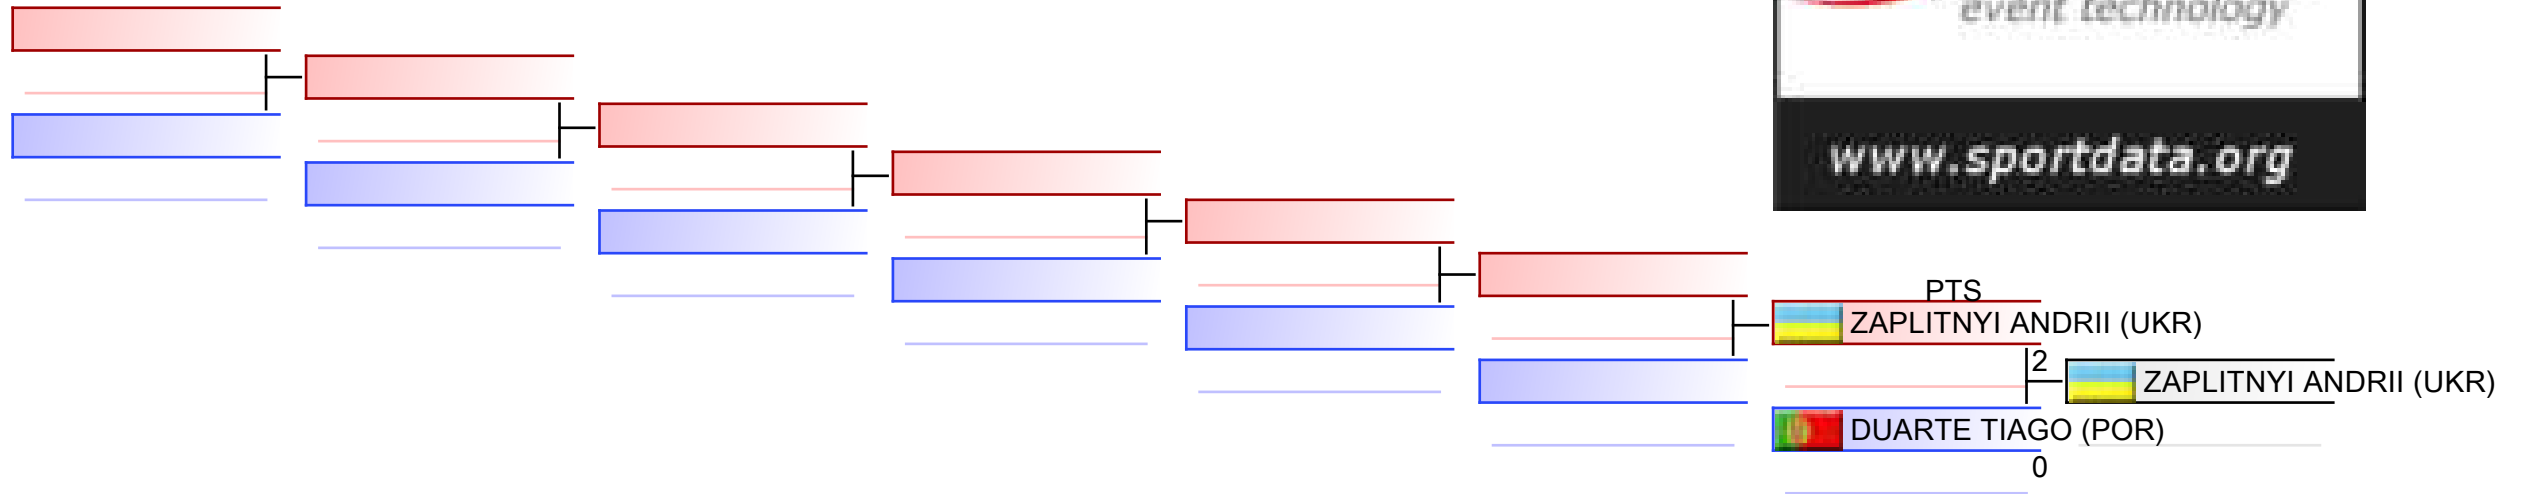 event technology
www.sportdata.org
PTS
ZAPLITNYI ANDRII (UKR)
2
ZAPLITNYI ANDRII (UKR)
DUARTE TIAGO (POR)
0